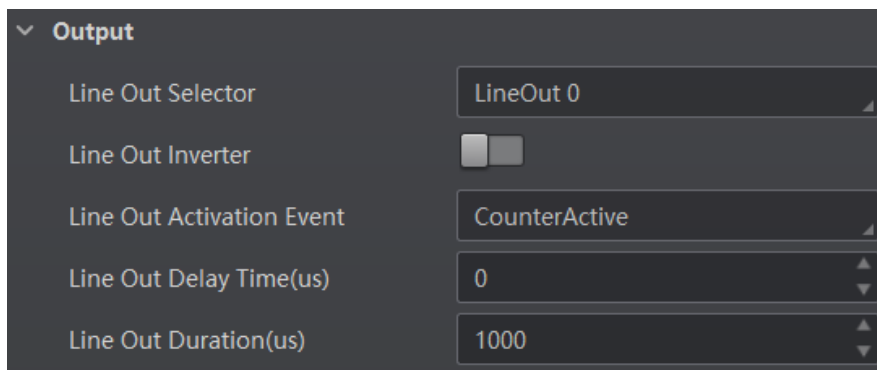 Output
Line Out Selector LineOut 0
Line Out Inverter
Line Out Activation Event CounterActive
Line Out Delay Time(us) 0
Line Out Duration(us) 1000